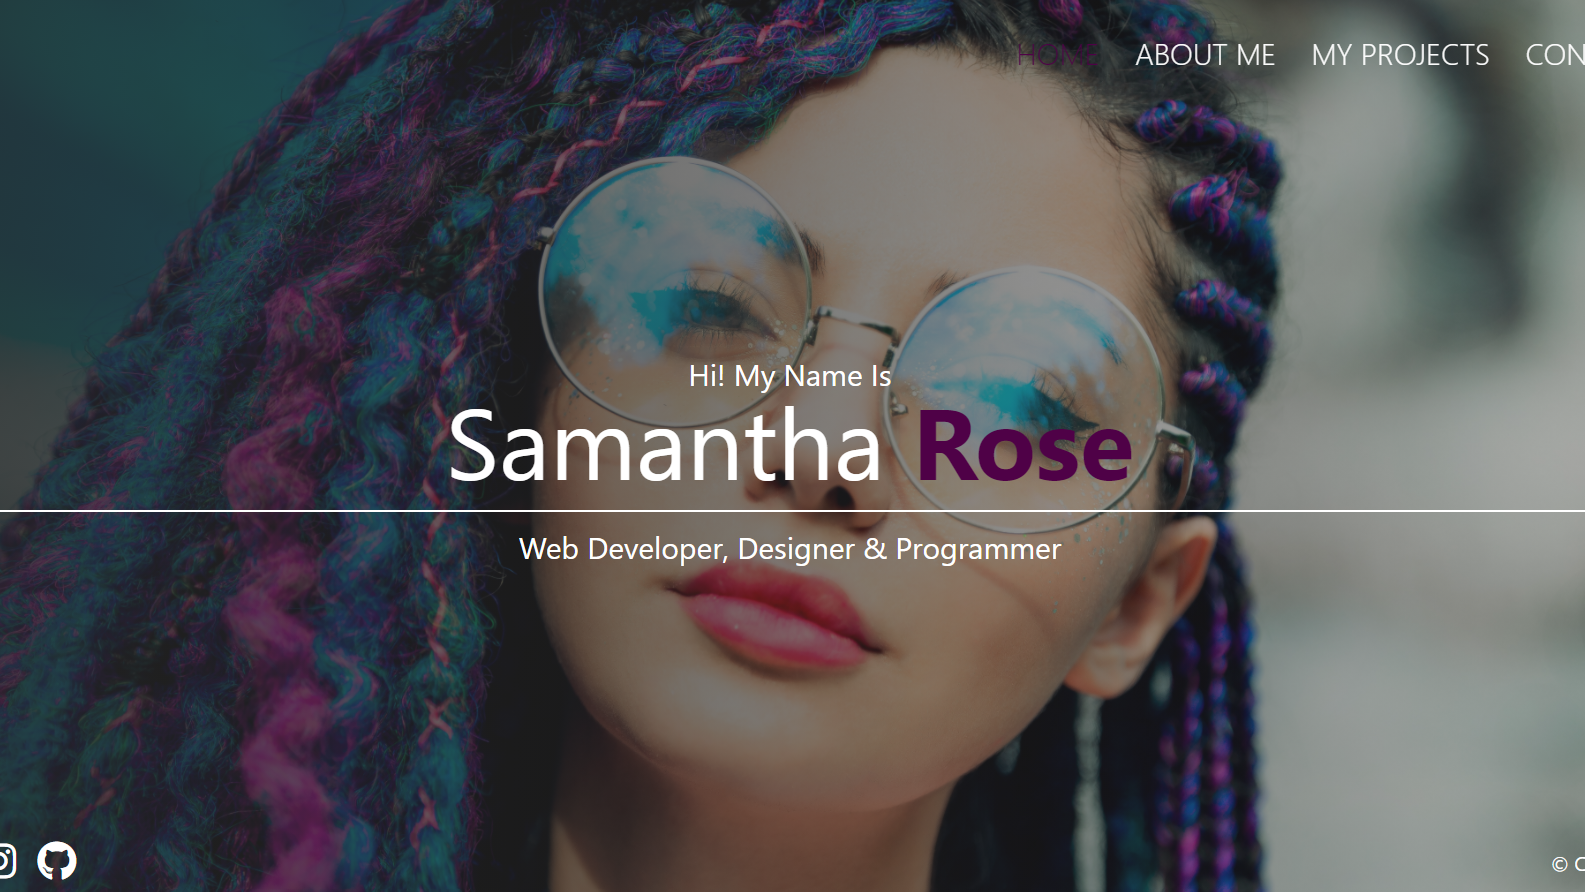 HOME ABOUT ME MY PROJECTS CON
Hi! My Name Is
Samantha Rose
Web Developer, Designer & Programmer
© C